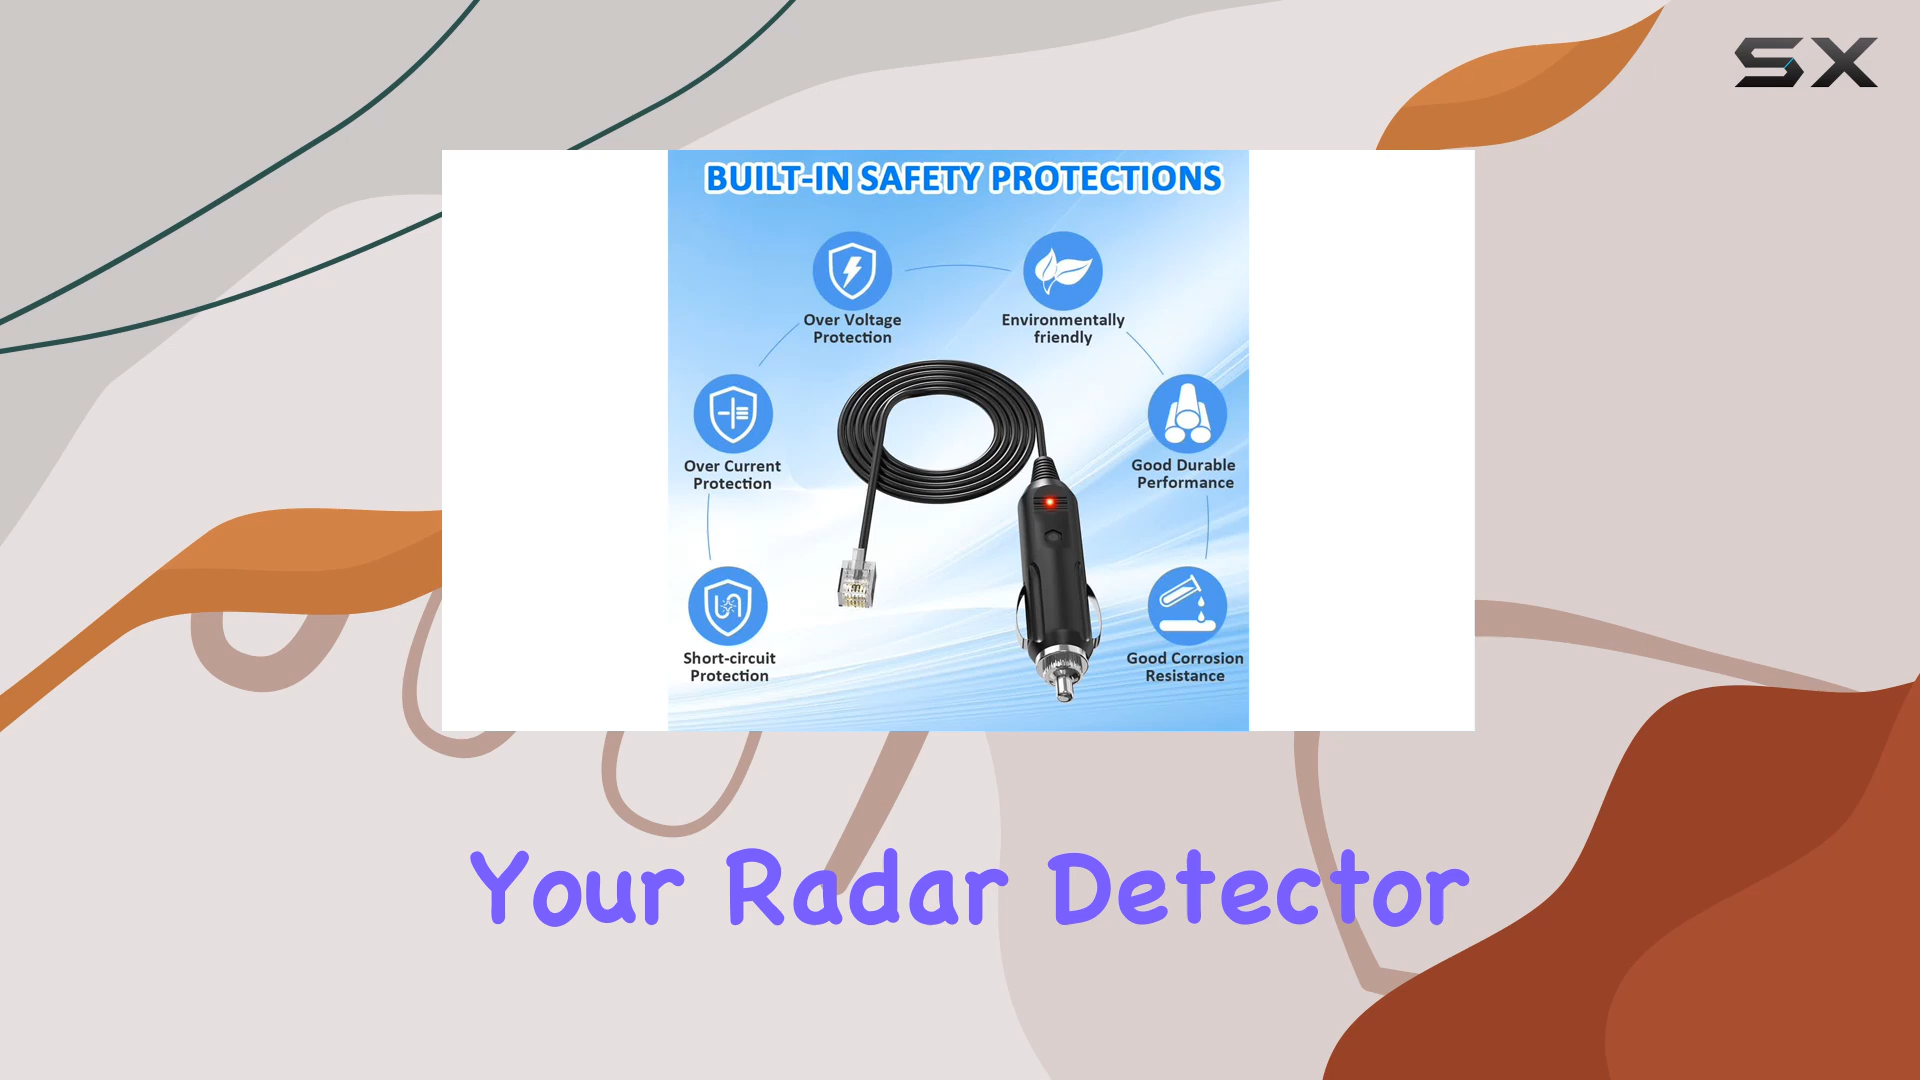 SX
BUILT-IN SAFETY PROTECTIONS
Over Voltage
Protection
Environmentally
friendly
Over Current
Protection
Good Durable
Performance
Short-circuit
Protection
Good Corrosion
Resistance
Your Radar Detector